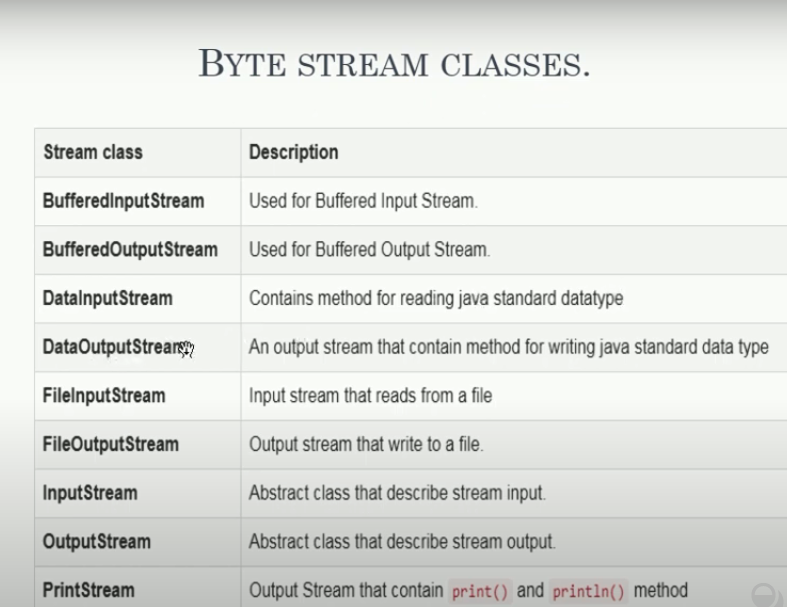 BYTE STREAM CLASSES.
Stream class Description
BufferedInputStream Used for Buffered Input Stream.
BufferedOutputStream Used for Buffered Output Stream.
DataInputStream Contains method for reading java standard datatype
DataOutputStream An output stream that contain method for writing java standard data type
FileInputStream Input stream that reads from a file
FileOutputStream Output stream that write to a file.
InputStream Abstract class that describe stream input.
OutputStream Abstract class that describe stream output.
PrintStream Output Stream that contain print() and println() method